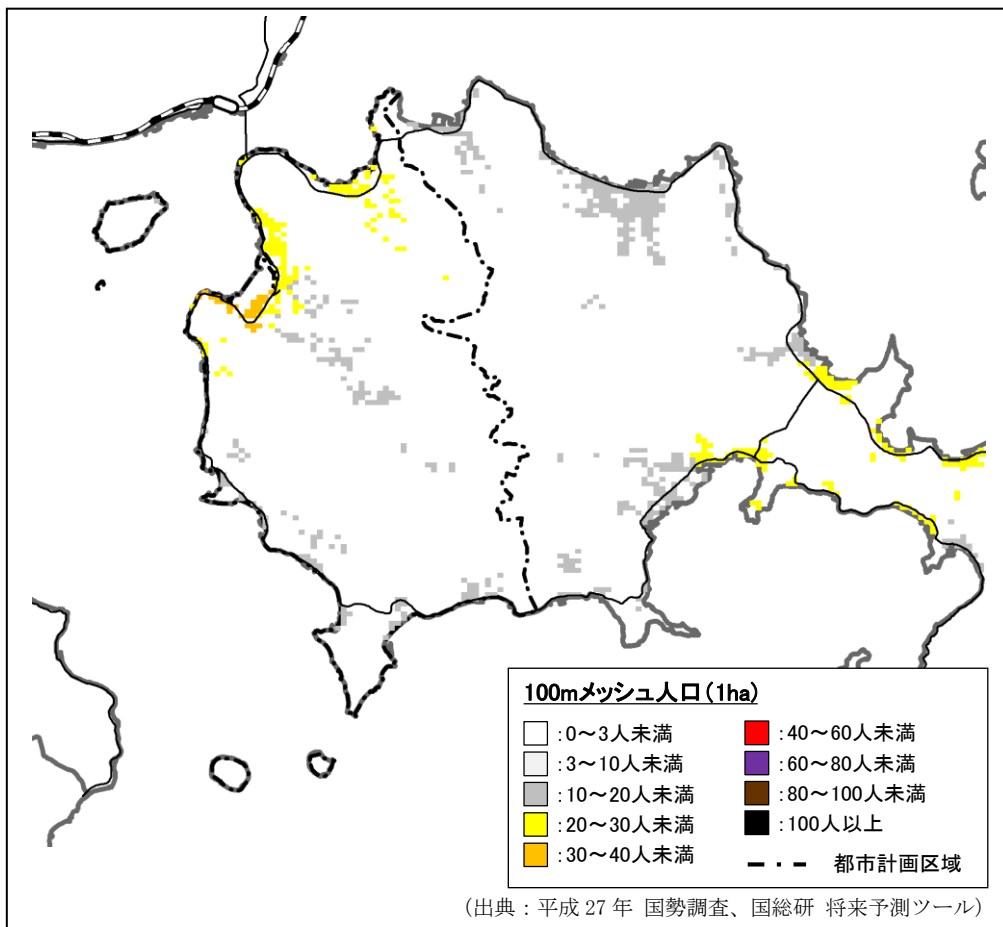 100mメッシュ人口(1ha)
:0～3人未満
:3～10人未満
:10～20人未満
:20～30人未満
:30～40人未満
:40～60人未満
:60～80人未満
:80～100人未満
:100人以上
都市計画区域
(出典：平成 27 年 国勢調査、国総研 将来予測ツール)